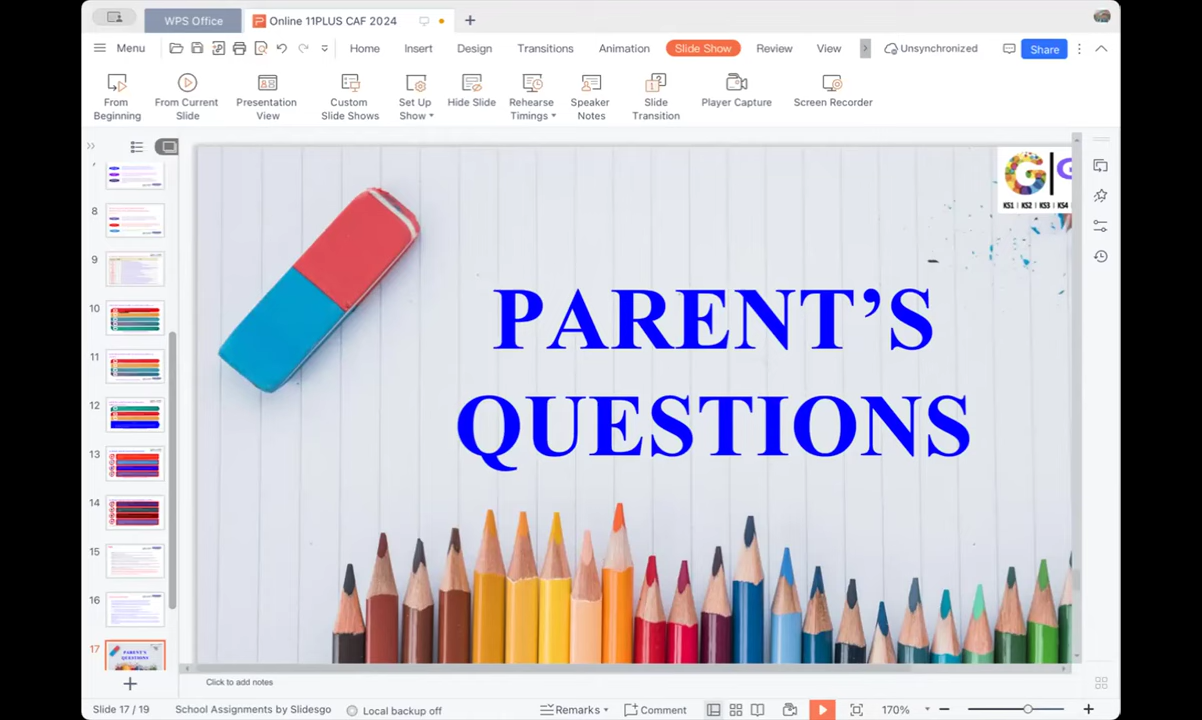 WPS Office
Online 11PLUS CAF 2024
Menu
Home
Insert
Design
Transitions
Animation
Slide Show
Review
View
Unsynchronized
Share
From Beginning
From Current Slide
Presentation View
Custom Slide Shows
Set Up Show
Hide Slide
Rehearse Timings
Speaker Notes
Slide Transition
Player Capture
Screen Recorder
8
9
10
11
12
13
14
15
16
17
PARENT'S
QUESTIONS
G | G
KS1 | KS2 | KS3 | KS4
PARENT’S
QUESTIONS
Click to add notes
Slide 17 / 19
School Assignments by Slidesgo
Local backup off
Remarks
Comment
170%